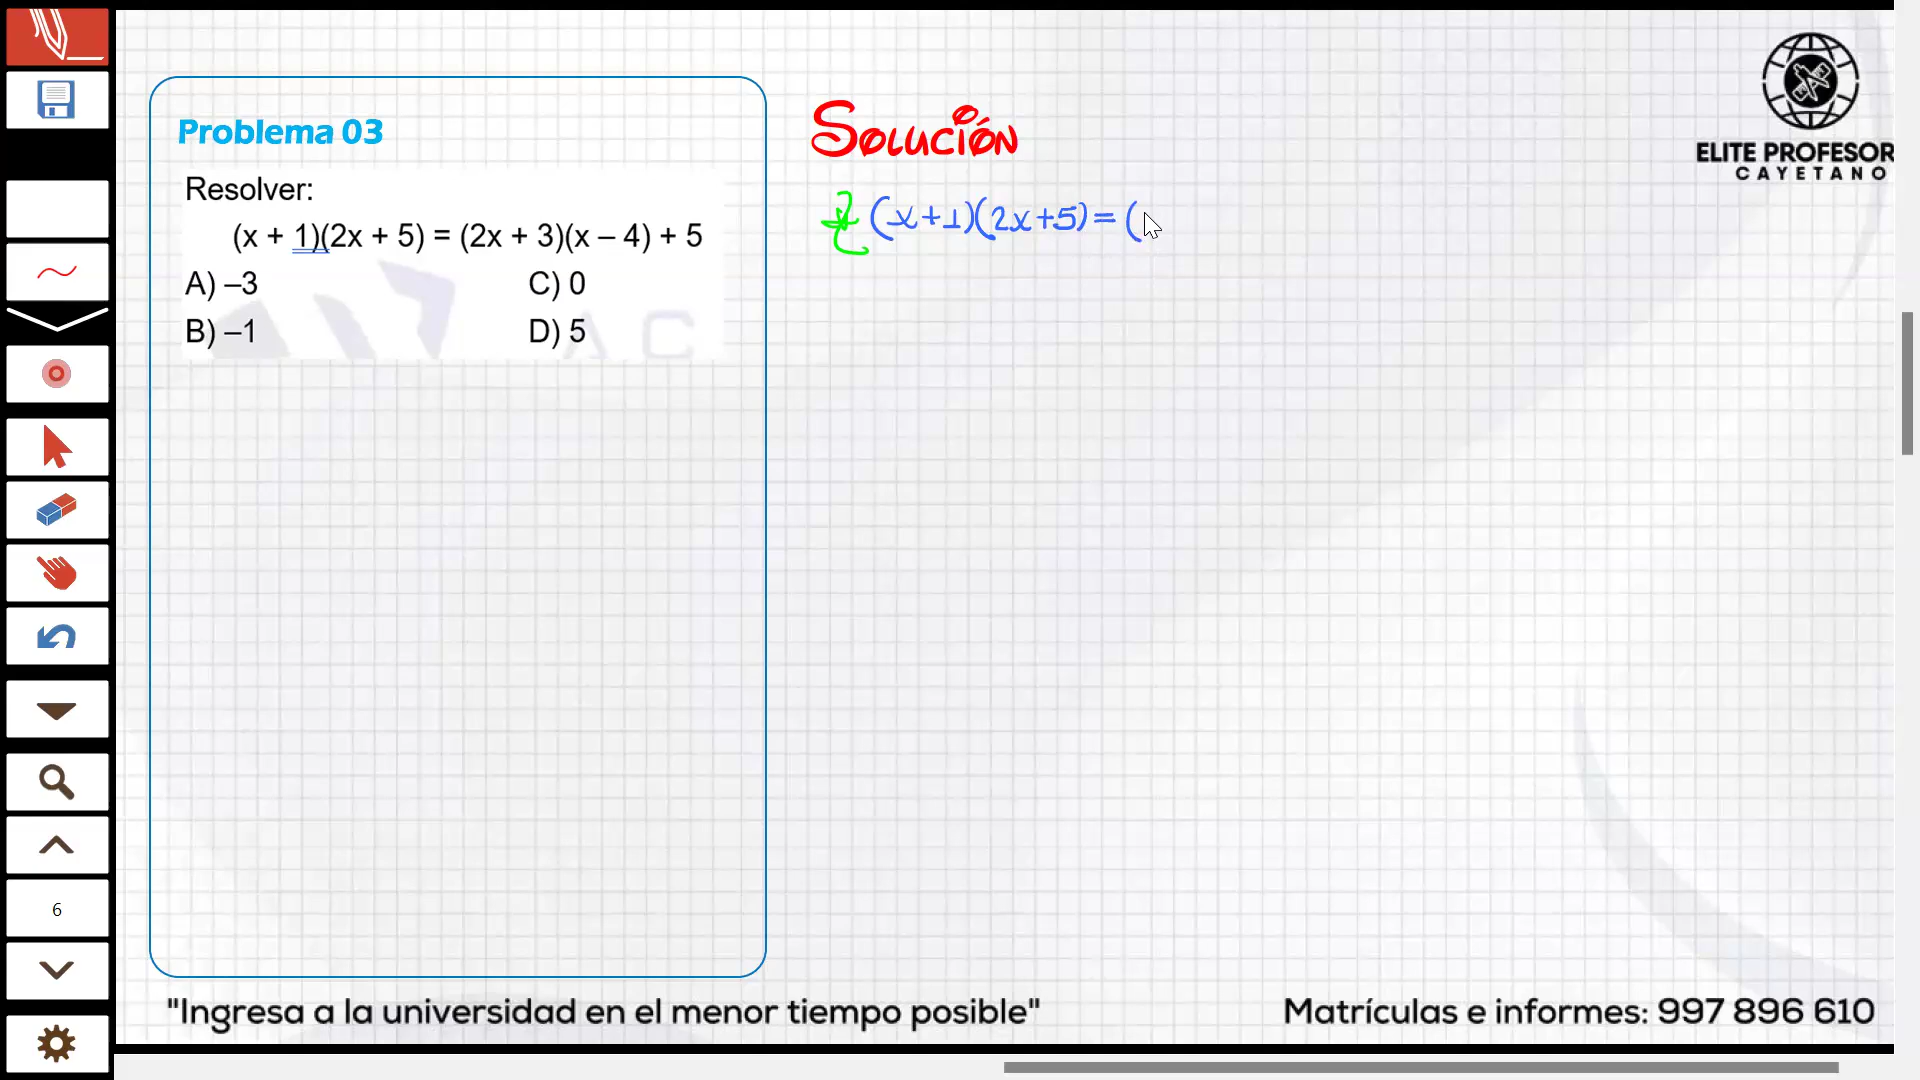 Problema 03
Resolver:
(x + 1)(2x + 5) = (2x + 3)(x – 4) + 5
A) –3
C) 0
B) –1
D) 5
SOLUCIÓN
(x+1)(2x+5)=(
ELITE PROFESOR
CAYETANO
AC
6
"Ingresa a la universidad en el menor tiempo posible"
Matrículas e informes: 997 896 610